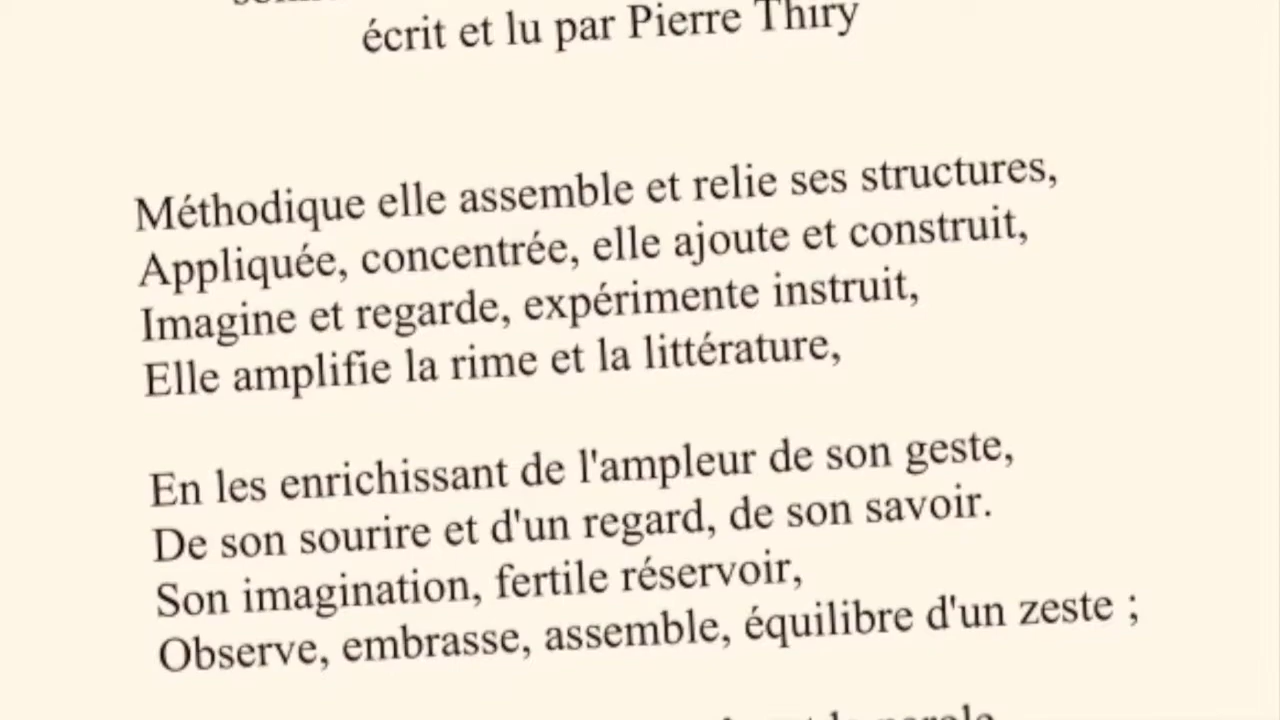 écrit et lu par Pierre Thiry
Méthodique elle assemble et relie ses structures,
Appliquée, concentrée, elle ajoute et construit,
Imagine et regarde, expérimente instruit,
Elle amplifie la rime et la littérature,
En les enrichissant de l'ampleur de son geste,
De son sourire et d'un regard, de son savoir.
Son imagination, fertile réservoir,
Observe, embrasse, assemble, équilibre d'un zeste ;
la parole